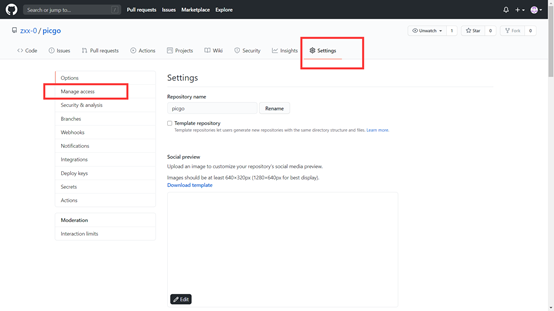 Search or jump to... /
Pull requests Issues Marketplace Explore
zxx-0 / picgo
Unwatch 1 Star 0 Fork 0
Code Issues Pull requests Actions Projects Wiki Security Insights Settings
Options
Manage access
Security & analysis
Branches
Webhooks
Notifications
Integrations
Deploy keys
Secrets
Actions
Moderation
Interaction limits
Settings
Repository name
picgo Rename
Template repository
Template repositories let users generate new repositories with the same directory structure and files. Learn more.
Social preview
Upload an image to customize your repository's social media preview.
Images should be at least 640×320px (1280×640px for best display).
Download template
Edit